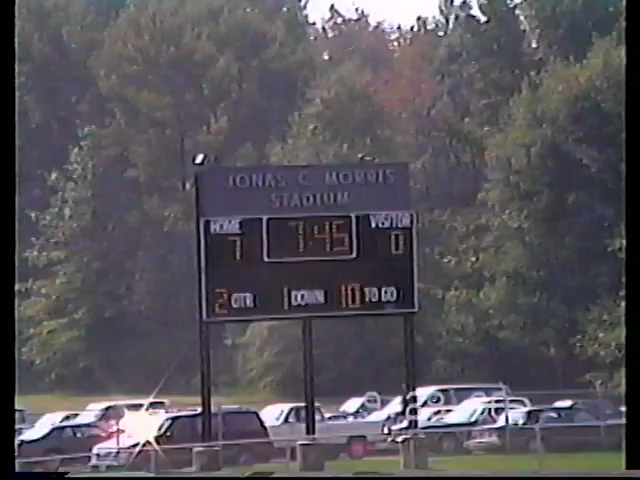 JONAS C. MORRIS
STADIUM
HOME 7:45 VISITOR
7 0
2 QTR 1 DOWN 10 TO GO